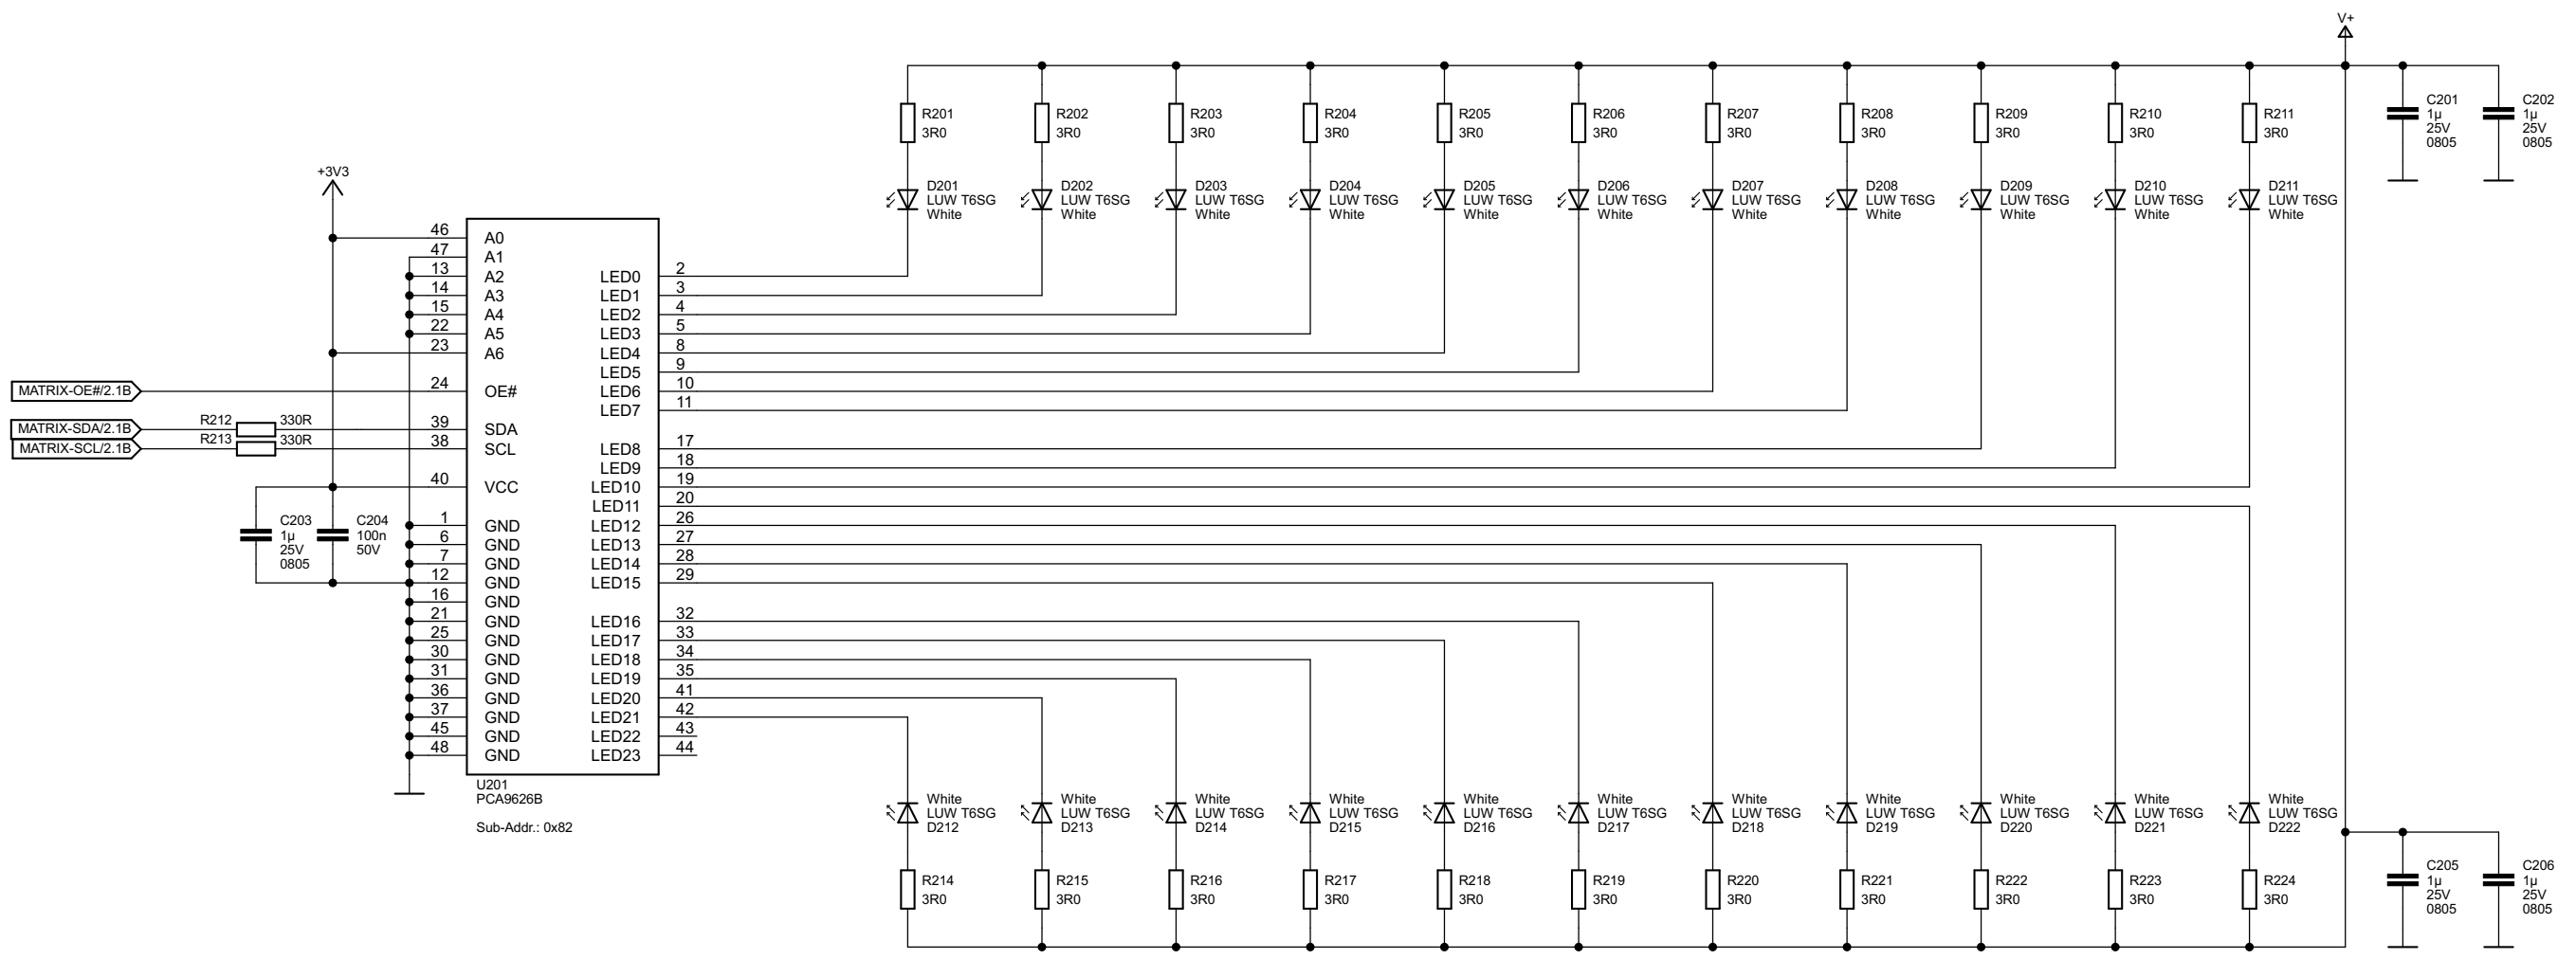 V+
R201
3R0
R202
3R0
R203
3R0
R204
3R0
R205
3R0
R206
3R0
R207
3R0
R208
3R0
R209
3R0
R210
3R0
R211
3R0
C201
1µ
25V
0805
C202
1µ
25V
0805
+3V3
D201
LUW T6SG
White
D202
LUW T6SG
White
D203
LUW T6SG
White
D204
LUW T6SG
White
D205
LUW T6SG
White
D206
LUW T6SG
White
D207
LUW T6SG
White
D208
LUW T6SG
White
D209
LUW T6SG
White
D210
LUW T6SG
White
D211
LUW T6SG
White
46 A0
47 A1
13 A2
14 A3
15 A4
22 A5
23 A6
24 OE#
39 SDA
38 SCL
40 VCC
1 GND
6 GND
7 GND
12 GND
16 GND
21 GND
25 GND
30 GND
31 GND
36 GND
37 GND
45 GND
48 GND
LED0 2
LED1 3
LED2 4
LED3 5
LED4 8
LED5 9
LED6 10
LED7 11
LED8 17
LED9 18
LED10 19
LED11 20
LED12 26
LED13 27
LED14 28
LED15 29
LED16 32
LED17 33
LED18 34
LED19 35
LED20 41
LED21 42
LED22 43
LED23 44
MATRIX-OE#/2.1B
MATRIX-SDA/2.1B
MATRIX-SCL/2.1B
R212 330R
R213 330R
C203
1µ
25V
0805
C204
100n
50V
U201
PCA9626B
Sub-Addr.: 0x82
White
LUW T6SG
D212
White
LUW T6SG
D213
White
LUW T6SG
D214
White
LUW T6SG
D215
White
LUW T6SG
D216
White
LUW T6SG
D217
White
LUW T6SG
D218
White
LUW T6SG
D219
White
LUW T6SG
D220
White
LUW T6SG
D221
White
LUW T6SG
D222
R214
3R0
R215
3R0
R216
3R0
R217
3R0
R218
3R0
R219
3R0
R220
3R0
R221
3R0
R222
3R0
R223
3R0
R224
3R0
C205
1µ
25V
0805
C206
1µ
25V
0805